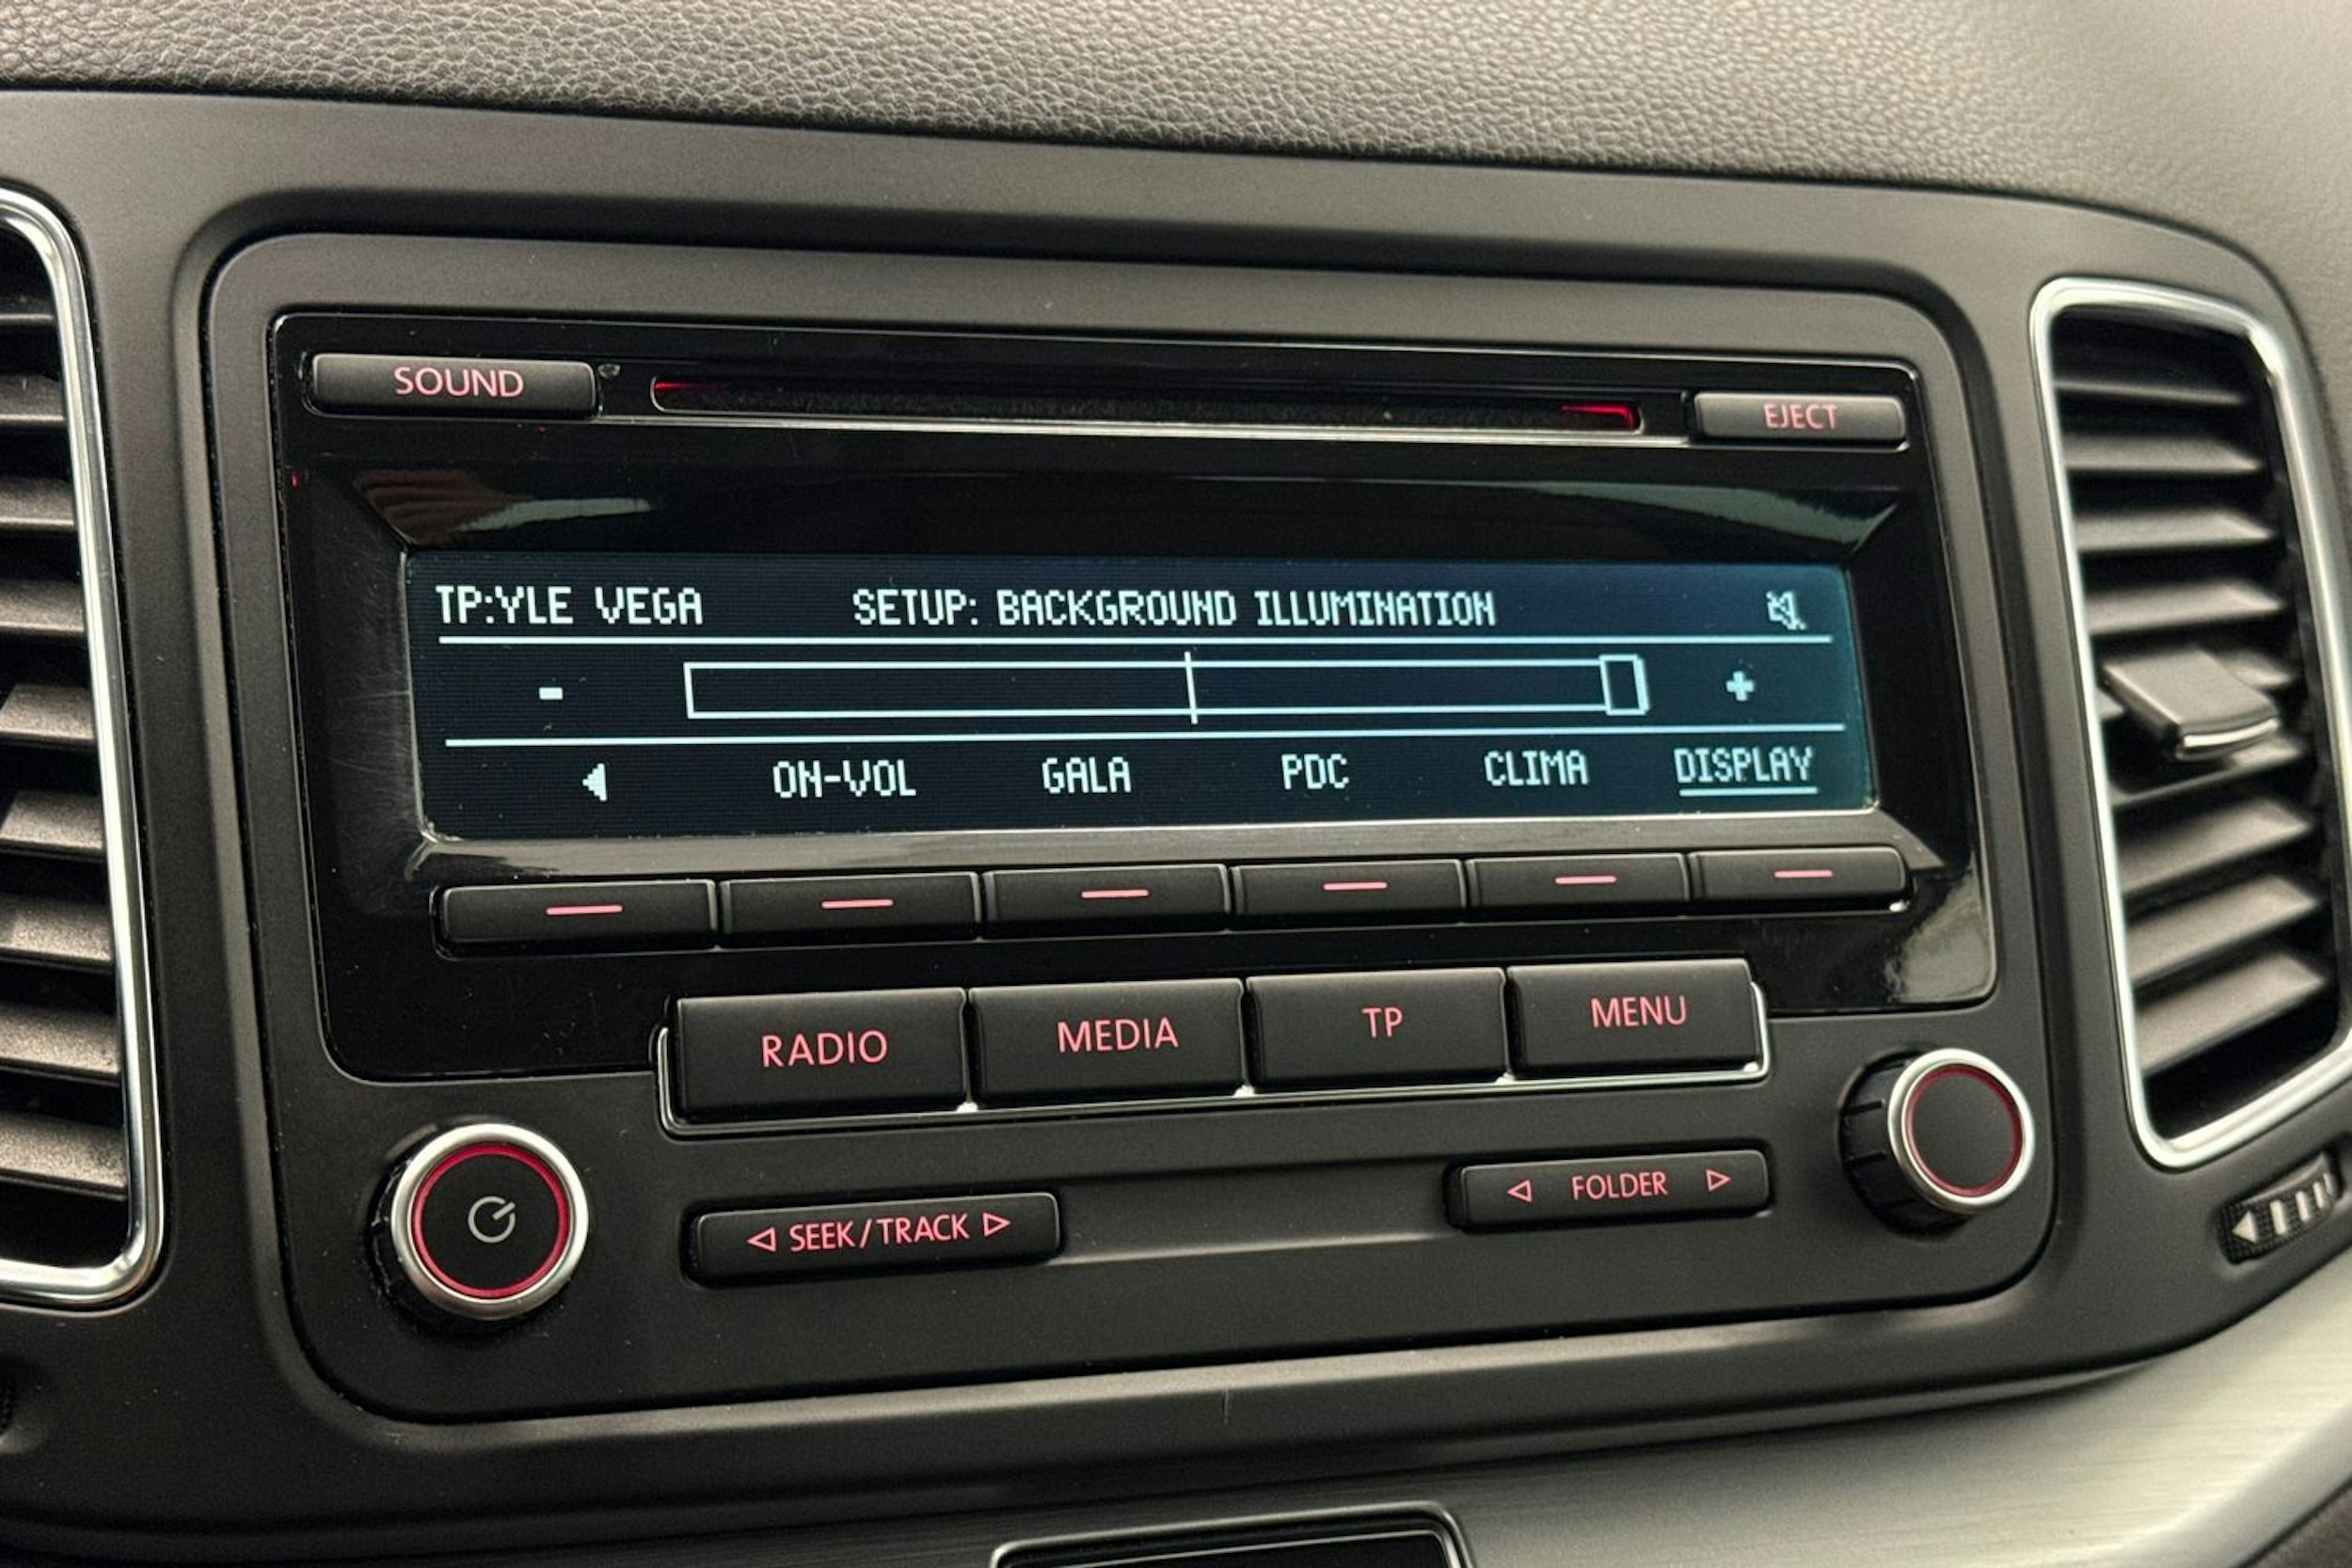 SOUND
EJECT
TP:YLE VEGA SETUP: BACKGROUND ILLUMINATION
- +
ON-VOL GALA PDC CLIMA DISPLAY
RADIO MEDIA TP MENU
SEEK/TRACK
FOLDER